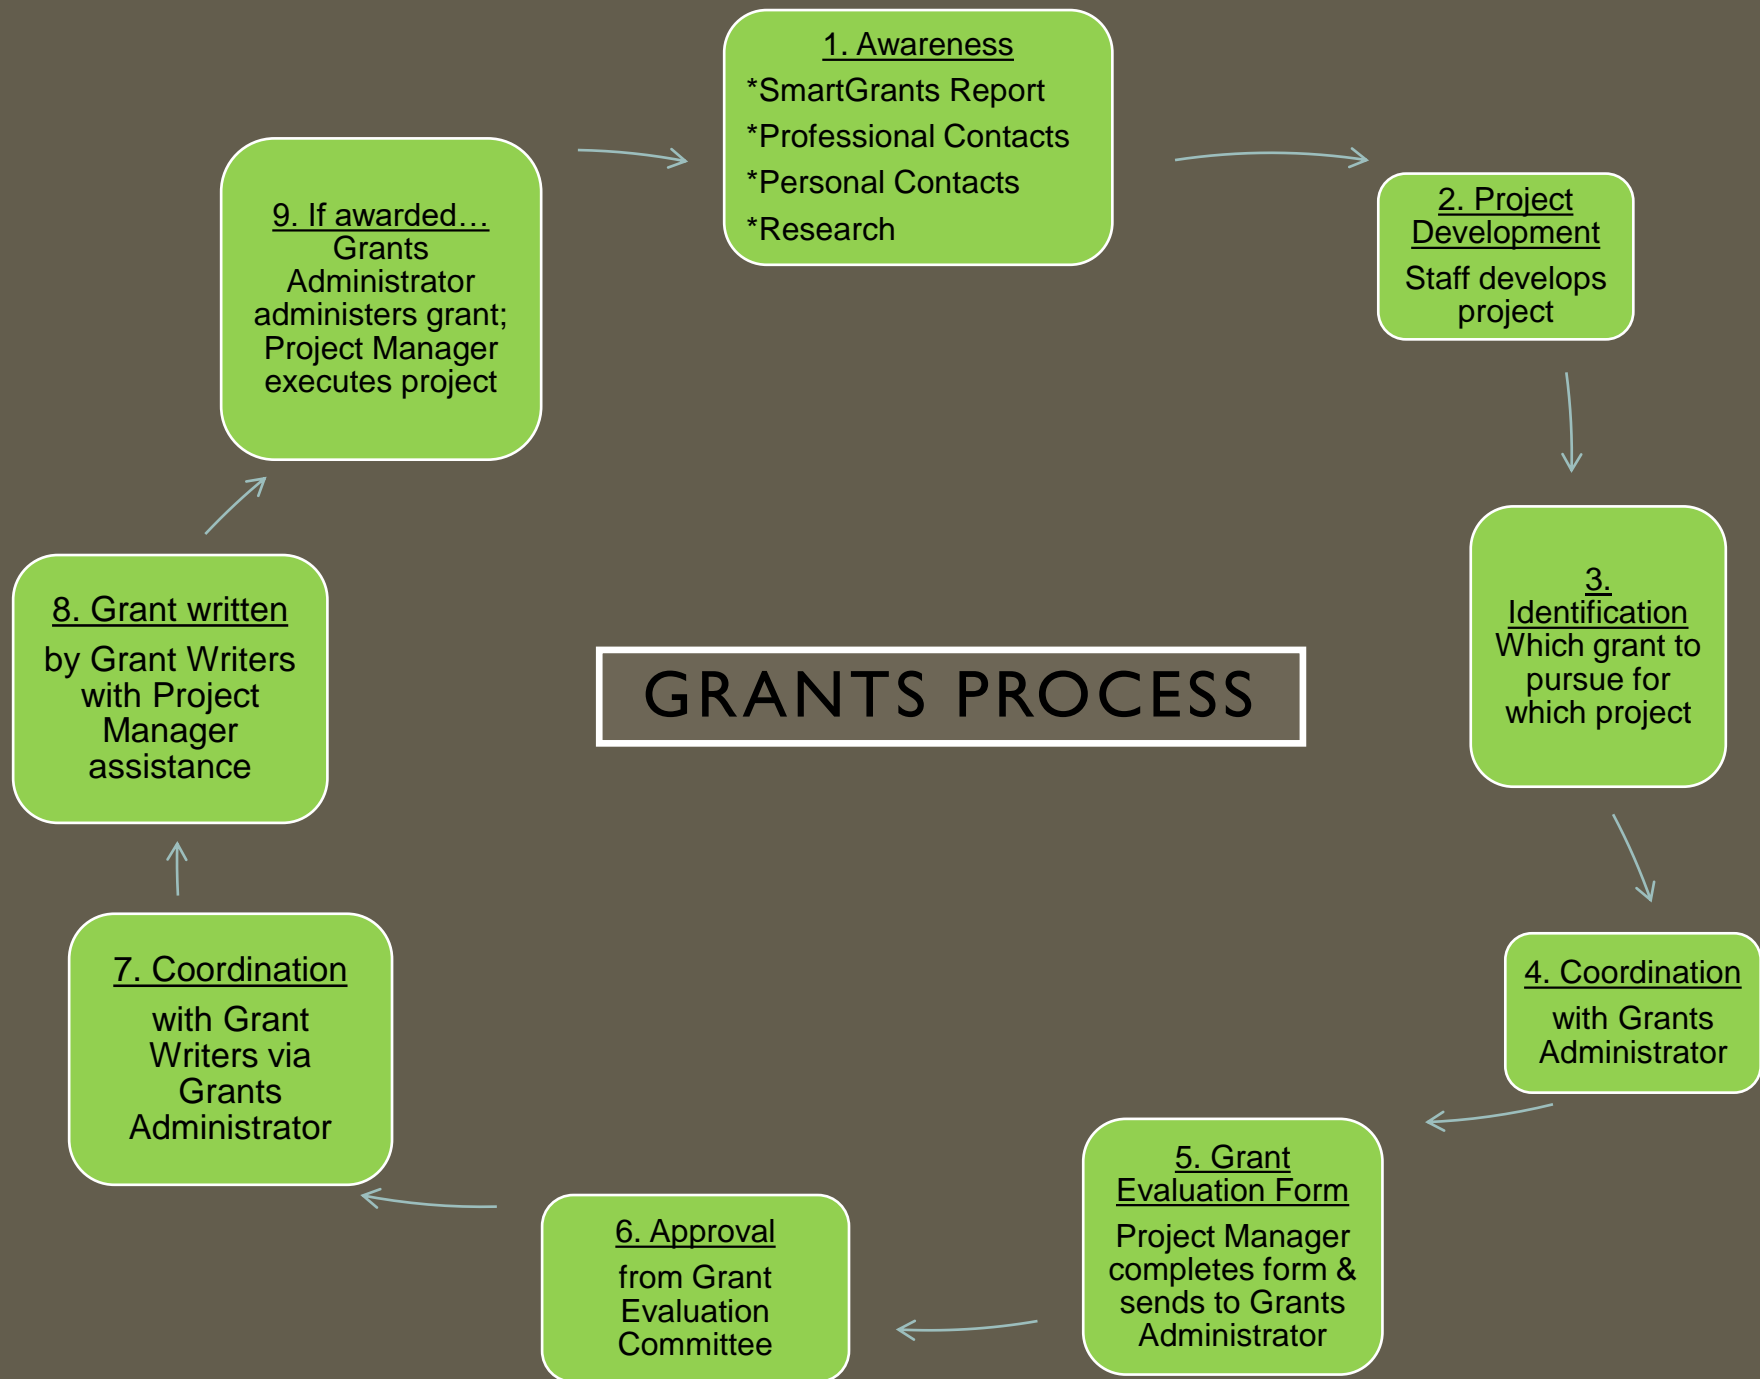 1. Awareness
*SmartGrants Report
*Professional Contacts
*Personal Contacts
*Research
2. Project
Development
Staff develops
project
3.
Identification
Which grant to
pursue for
which project
4. Coordination
with Grants
Administrator
5. Grant
Evaluation Form
Project Manager
completes form &
sends to Grants
Administrator
6. Approval
from Grant
Evaluation
Committee
7. Coordination
with Grant
Writers via
Grants
Administrator
8. Grant written
by Grant Writers
with Project
Manager
assistance
9. If awarded…
Grants
Administrator
administers grant;
Project Manager
executes project
GRANTS PROCESS